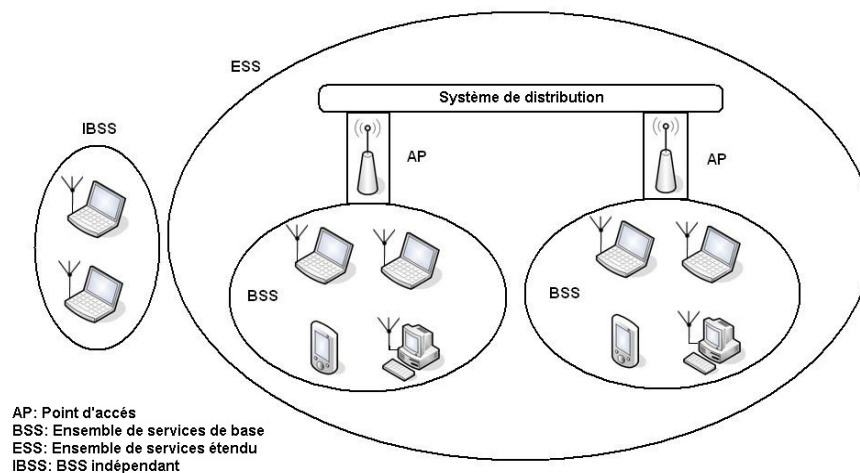 ESS
Système de distribution
IBSS
AP
AP
BSS
BSS
AP: Point d'accés
BSS: Ensemble de services de base
ESS: Ensemble de services étendu
IBSS: BSS indépendant